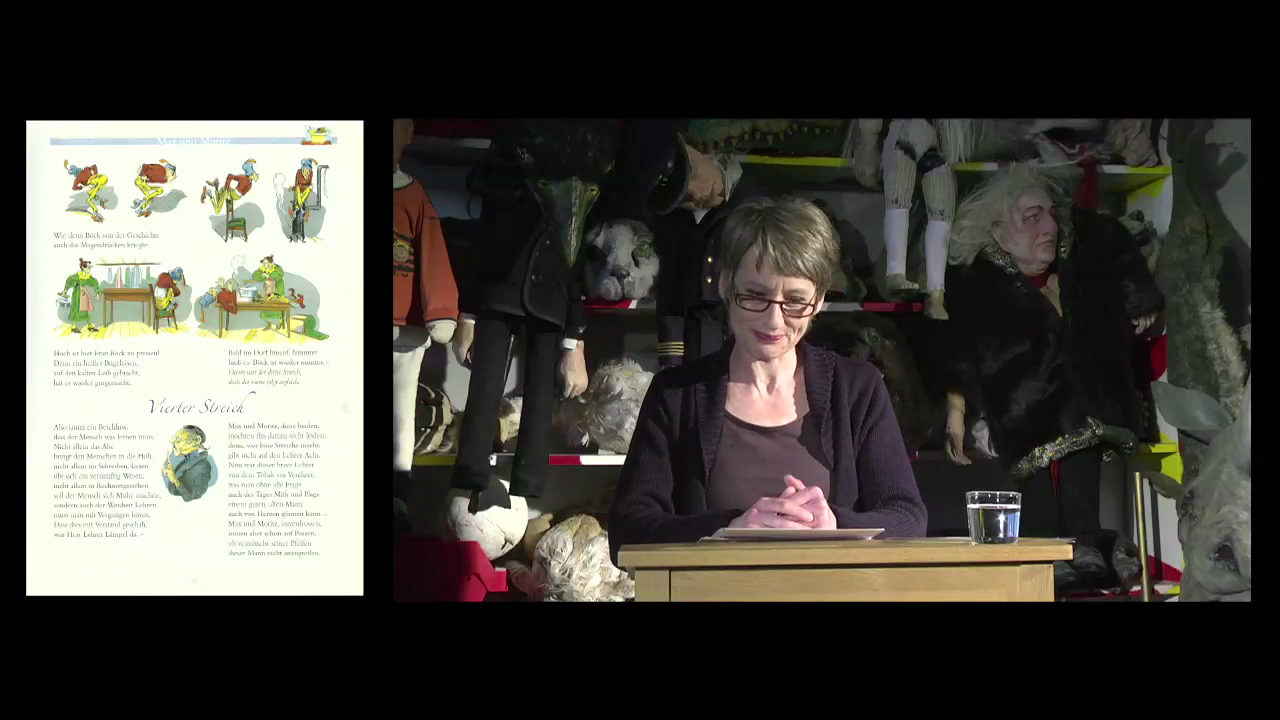 Max und Moritz
Wie denn Böck von der Geschichte
auch das Magendrücken kriegte.
Hoch ist hier Frau Böck zu preisen!
Denn ein heißes Bügeleisen,
auf den kalten Leib gebracht,
hat es wieder gutgemacht.
Bald im Dorf hinauf, hinunter
hieß es: Böck ist wieder munter. –
Dieses war der dritte Streich,
doch der vierte folgt sogleich.
Vierter Streich
Also lautet ein Beschluss,
dass der Mensch was lernen muss.
Nicht allein das Abc
bringt den Menschen in die Höh,
nicht allein im Schreiben, Lesen
übt sich ein vernünftig Wesen;
nicht allein in Rechnungssachen
soll der Mensch sich Mühe machen,
sondern auch der Weisheit Lehren
muss man mit Vergnügen hören.
Dass dies mit Verstand geschah,
war Herr Lehrer Lämpel da. –
Max und Moritz, diese beiden,
mochten ihn darum nicht leiden;
denn, wer böse Streiche macht,
gibt nicht auf den Lehrer Acht.
Nun war dieser brave Lehrer
von dem Tobak ein Verehrer,
was man ohne alle Frage
nach des Tages Müh und Plage
einem guten, alten Mann
auch von Herzen gönnen kann. –
Max und Moritz, unverdrossen,
sinnen aber schon auf Possen,
ob vermittelst seiner Pfeifen
dieser Mann nicht anzugreifen.